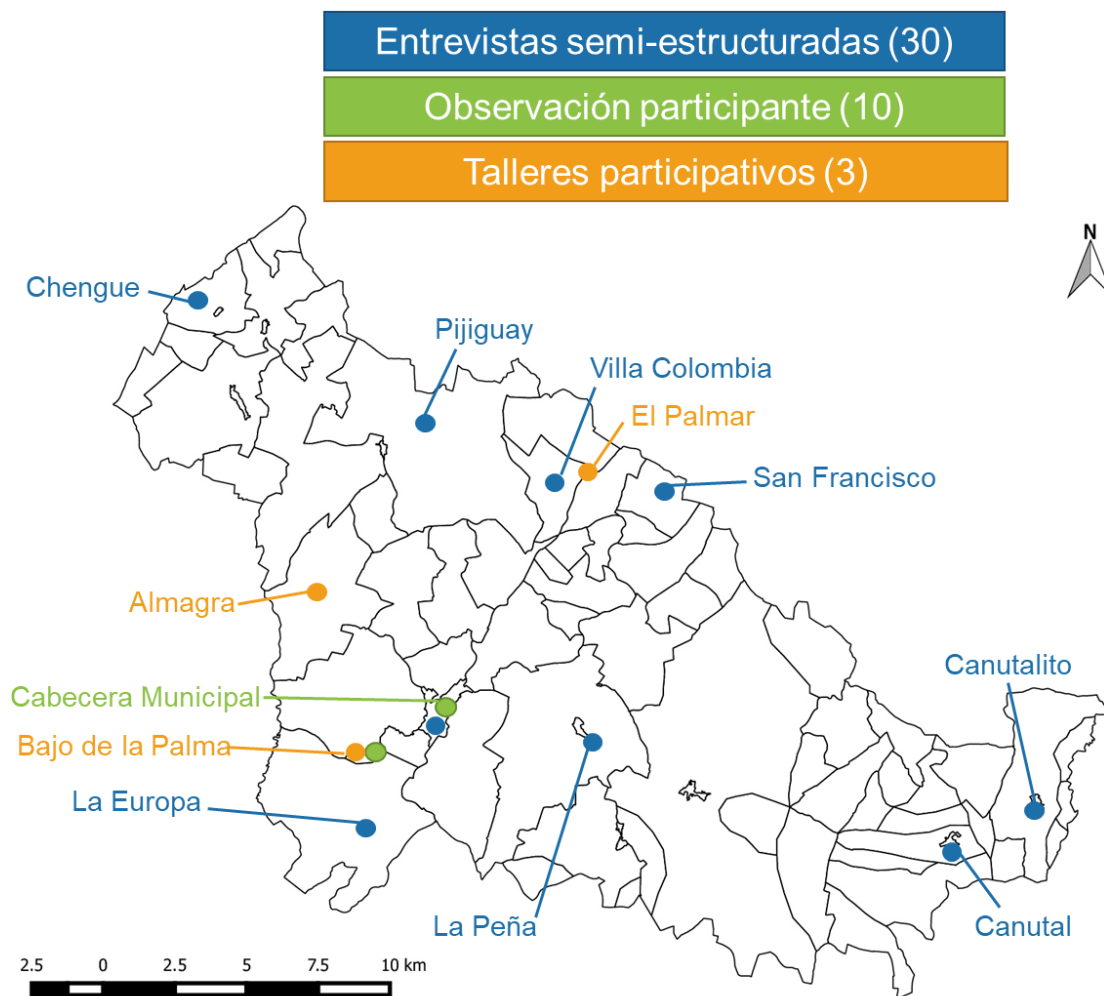 Entrevistas semi-estructuradas (30)
Observación participante (10)
Talleres participativos (3)
N
Chengue
Pijiguay
Villa Colombia
El Palmar
San Francisco
Almagra
Canutalito
Cabecera Municipal
Bajo de la Palma
La Europa
La Peña
Canutal
2.5 0 2.5 5 7.5 10 km